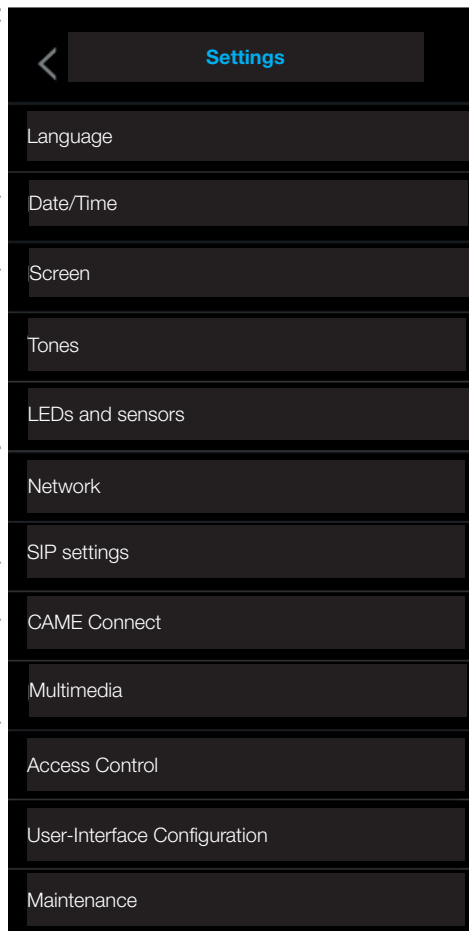 Settings
Language
Date/Time
Screen
Tones
LEDs and sensors
Network
SIP settings
CAME Connect
Multimedia
Access Control
User-Interface Configuration
Maintenance